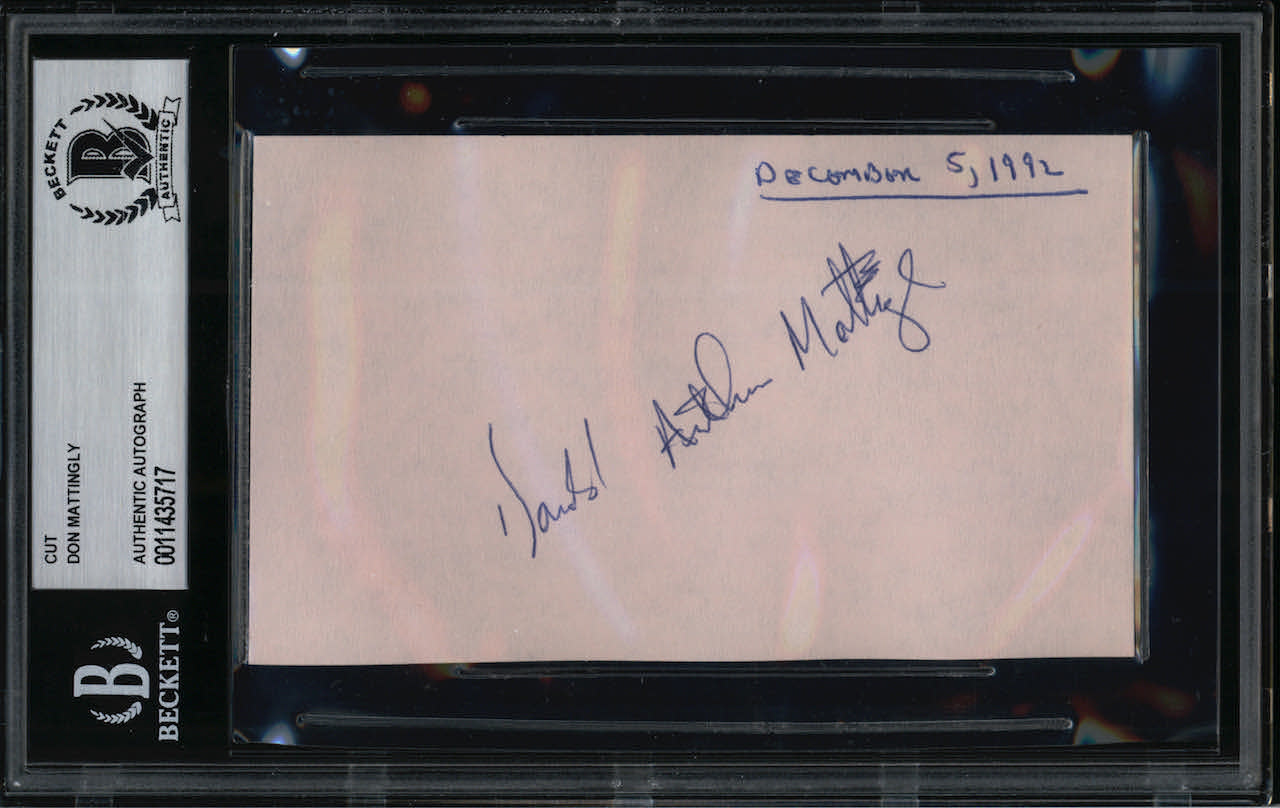 BECKETT
AUTHENTIC
CUT
DON MATTINGLY
AUTHENTIC AUTOGRAPH
0011435717
B
BECKETT®
DECEMBER 5, 1992
Donald Arthur Mattingly